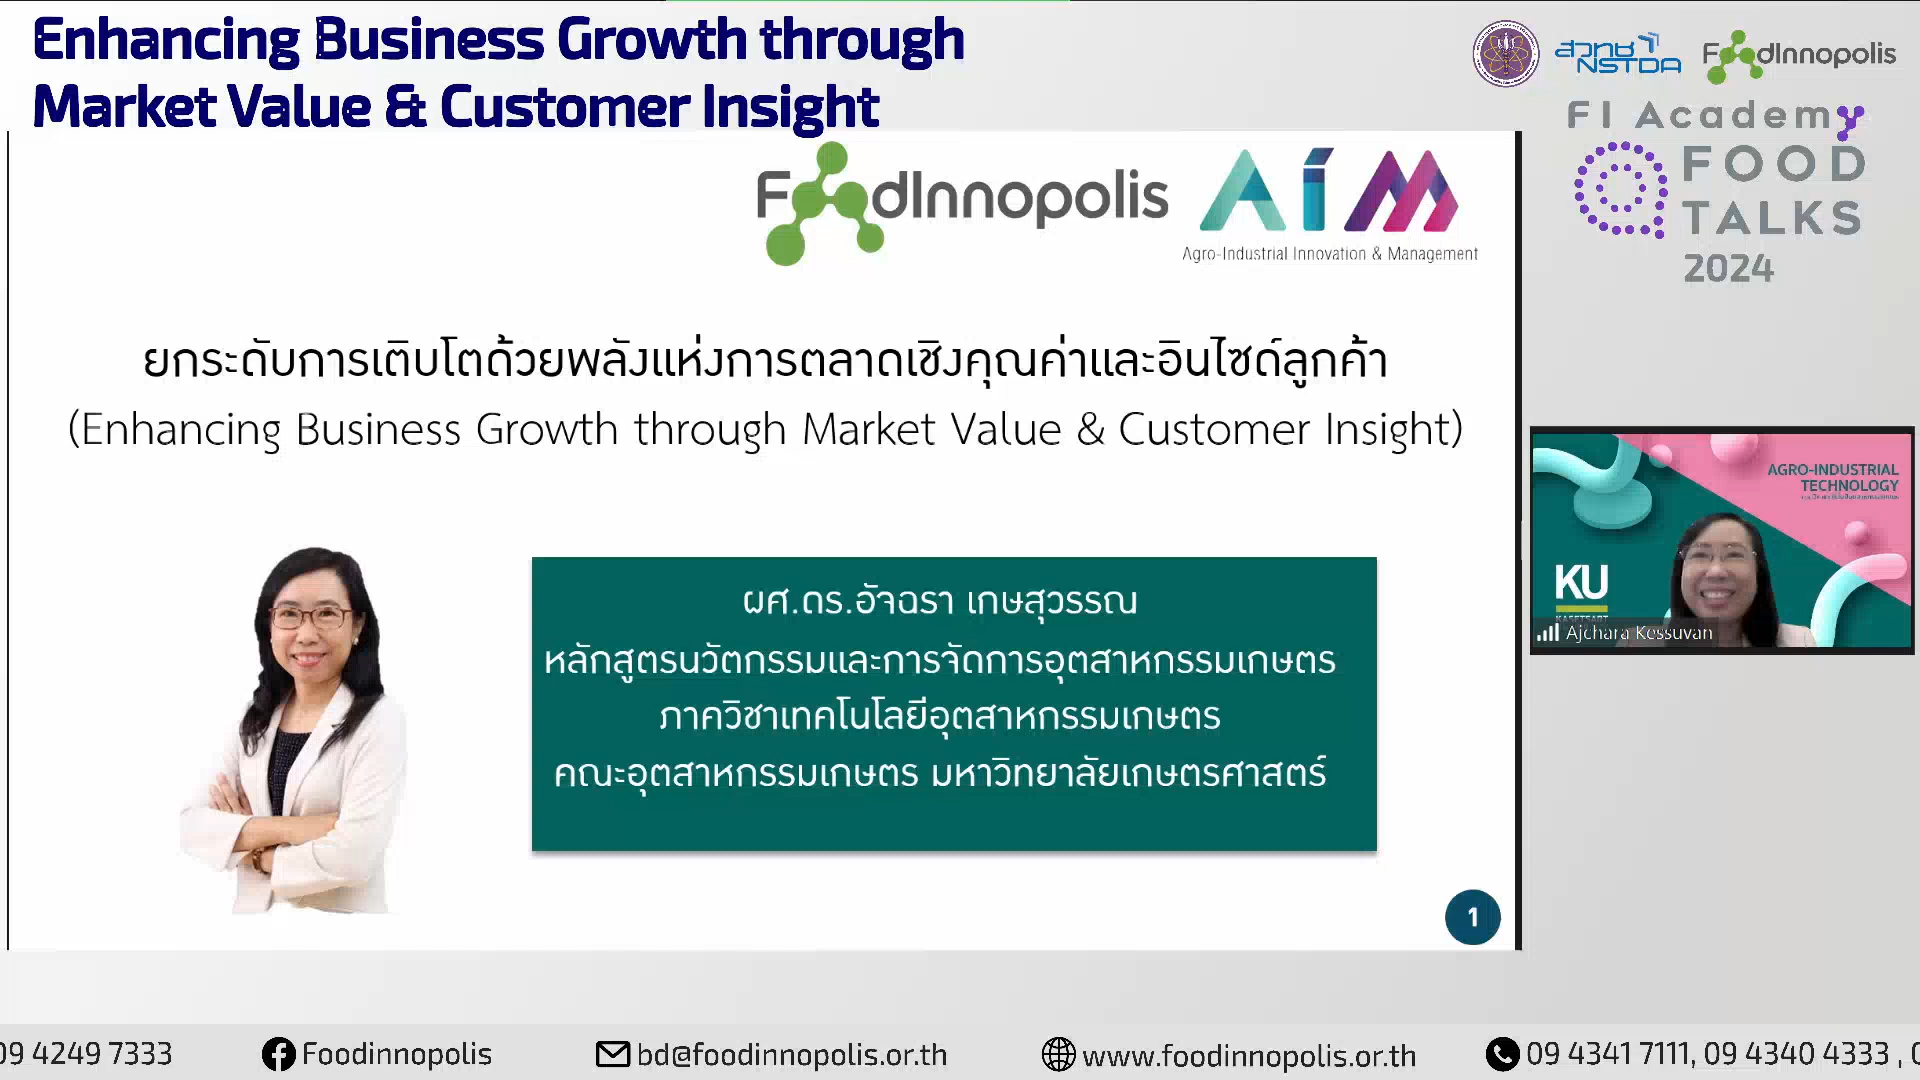 Enhancing Business Growth through
Market Value & Customer Insight
สวทช
NSTDA
FoodInnopolis
FI Academy
FOOD
TALKS
2024
FoodInnopolis
AiM
Agro-Industrial Innovation & Management
ยกระดับการเติบโตด้วยพลังแห่งการตลาดเชิงคุณค่าและอินไซด์ลูกค้า
(Enhancing Business Growth through Market Value & Customer Insight)
ผศ.ดร.อัจฉรา เกษสุวรรณ
หลักสูตรนวัตกรรมและการจัดการอุตสาหกรรมเกษตร
ภาควิชาเทคโนโลยีอุตสาหกรรมเกษตร
คณะอุตสาหกรรมเกษตร มหาวิทยาลัยเกษตรศาสตร์
1
AGRO-INDUSTRIAL
TECHNOLOGY
KU
KASETSART
Ajchara Kessuvan
09 4249 7333
Foodinnopolis
bd@foodinnopolis.or.th
www.foodinnopolis.or.th
09 4341 7111, 09 4340 4333 ,